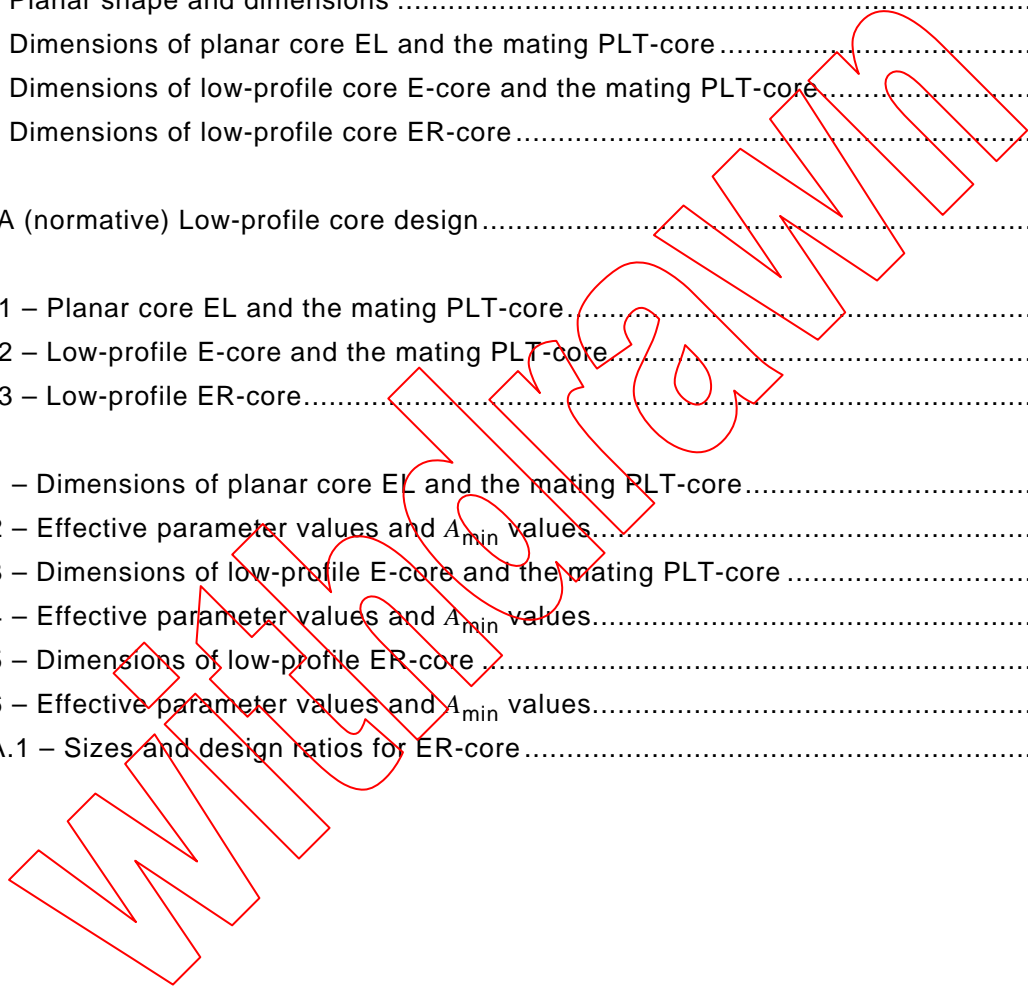 Planar shape and dimensions ........................................................................
Dimensions of planar core EL and the mating PLT-core ....................................
Dimensions of low-profile core E-core and the mating PLT-core.........................
Dimensions of low-profile core ER-core ............................................................
A (normative) Low-profile core design ................................................................
1 – Planar core EL and the mating PLT-core ......................................................
2 – Low-profile E-core and the mating PLT-core..................................................
3 – Low-profile ER-core......................................................................................
– Dimensions of planar core EL and the mating PLT-core..................................
– Effective parameter values and Amin values...................................................
– Dimensions of low-profile E-core and the mating PLT-core .............................
– Effective parameter values and Amin values...................................................
– Dimensions of low-profile ER-core ................................................................
– Effective parameter values and Amin values...................................................
A.1 – Sizes and design ratios for ER-core ...........................................................
withdrawn